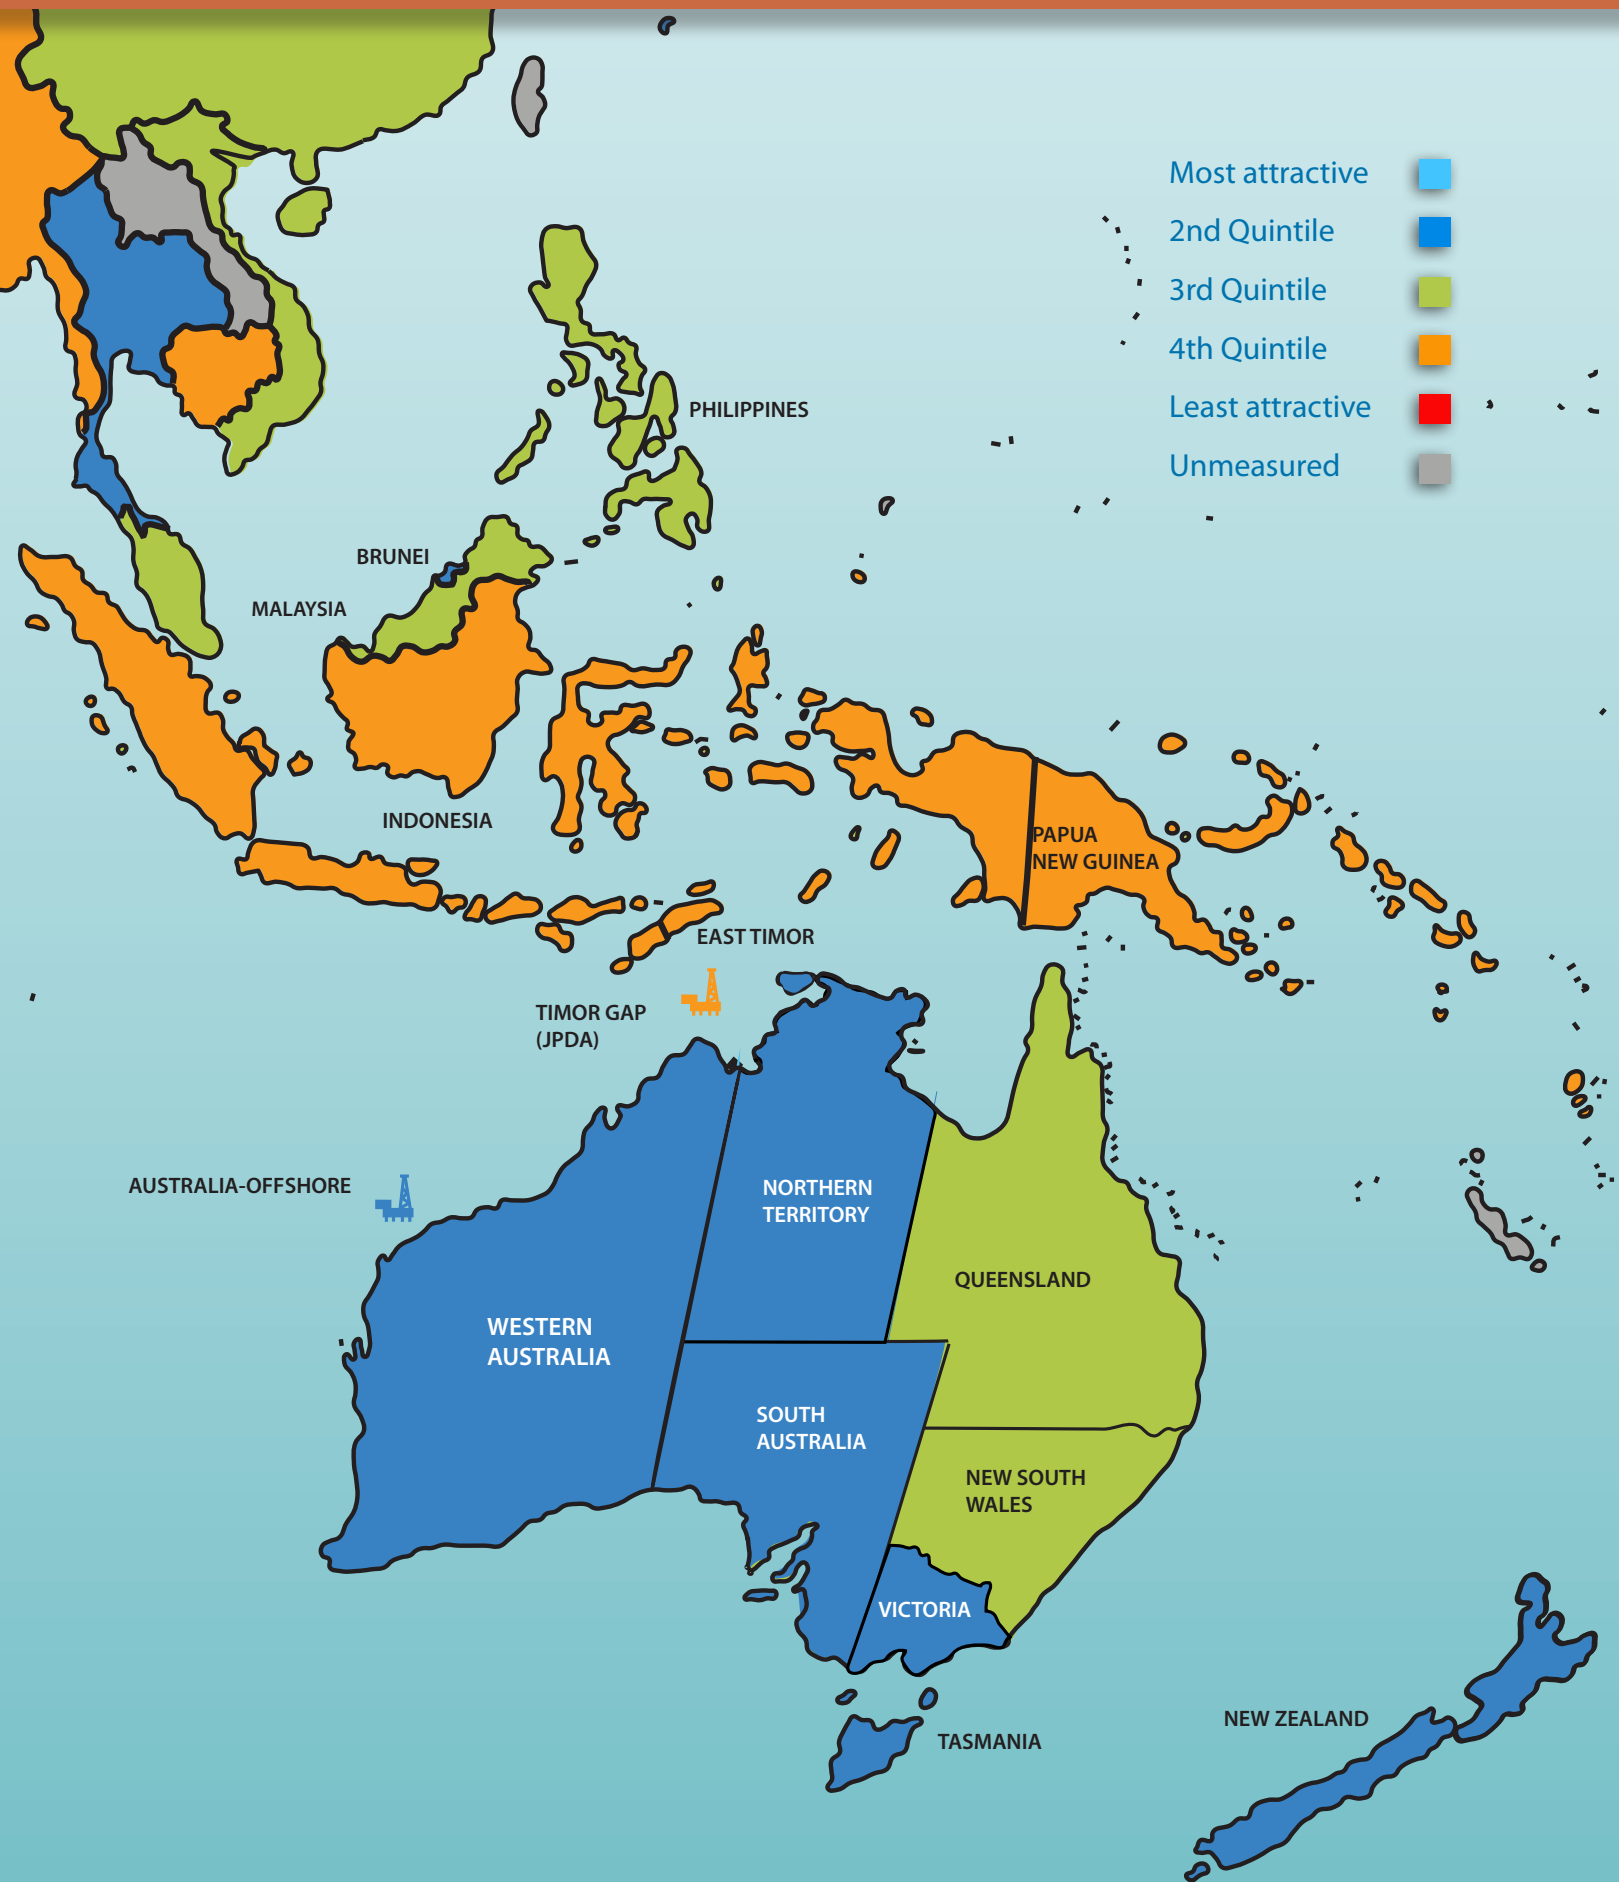 Most attractive
2nd Quintile
3rd Quintile
4th Quintile
Least attractive
Unmeasured
PHILIPPINES
BRUNEI
MALAYSIA
INDONESIA
PAPUA
NEW GUINEA
EAST TIMOR
TIMOR GAP
(JPDA)
AUSTRALIA-OFFSHORE
NORTHERN
TERRITORY
QUEENSLAND
WESTERN
AUSTRALIA
SOUTH
AUSTRALIA
NEW SOUTH
WALES
VICTORIA
NEW ZEALAND
TASMANIA